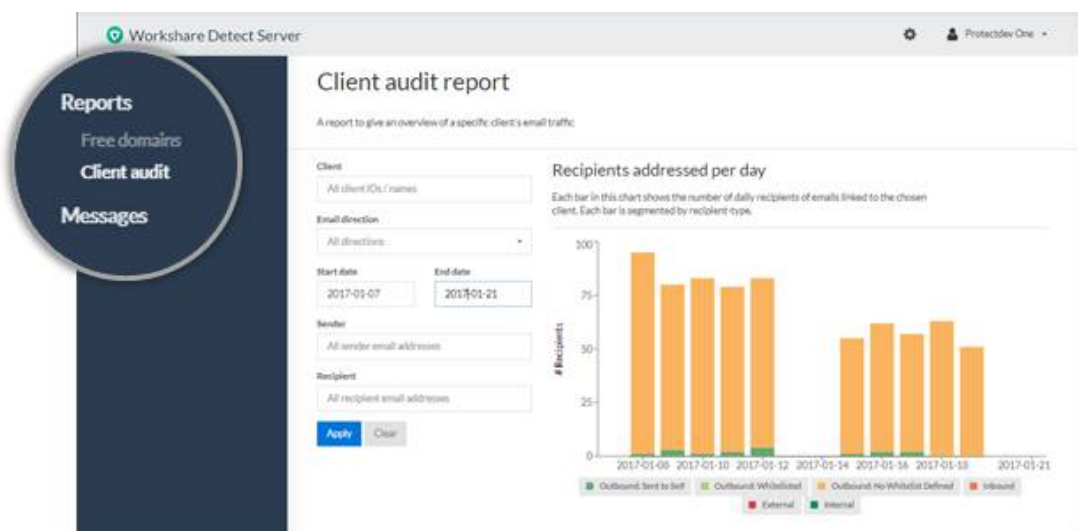 Workshare Detect Server
Protectdev One
Reports
Free domains
Client audit
Messages
Client audit report
A report to give an overview of a specific client's email traffic
Client
All client IDs / names
Email direction
All directions
Start date End date
2017-01-07 2017-01-21
Sender
All sender email addresses
Recipient
All recipient email addresses
Apply Clear
Recipients addressed per day
Each bar in this chart shows the number of daily recipients of emails linked to the chosen
client. Each bar is segmented by recipient-type.
# Recipients
100
75
50
25
0
2017-01-08 2017-01-10 2017-01-12 2017-01-14 2017-01-16 2017-01-18 2017-01-21
Outbound: Sent to Self Outbound: Whitelisted Outbound: No Whitelist Defined Inbound
External Internal